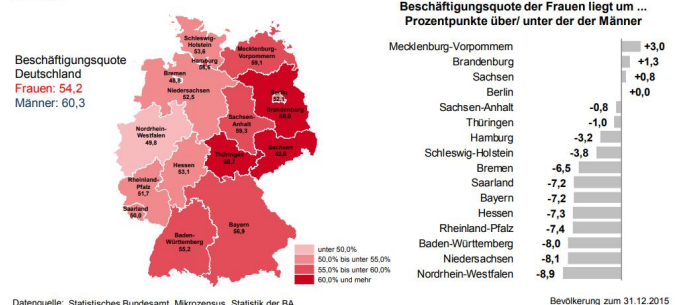 Beschäftigungsquote der Frauen liegt um ...
Prozentpunkte über/ unter der der Männer
Beschäftigungsquote
Deutschland
Frauen: 54,2
Männer: 60,3
Schleswig-
Holstein
53,6
Hamburg
Mecklenburg-
Vorpommern
59,1
Bremen
Niedersachsen
52,5
Berlin
52,1
Brandenburg
Sachsen-
Anhalt
59,3
Nordrhein-
Westfalen
49,8
Hessen
53,1
Thüringen
Sachsen
Rheinland-
Pfalz
51,7
Saarland
Bayern
56,9
Baden-
Württemberg
55,2
unter 50,0%
50,0% bis unter 55,0%
55,0% bis unter 60,0%
60,0% und mehr
Mecklenburg-Vorpommern +3,0
Brandenburg +1,3
Sachsen +0,8
Berlin +0,0
Sachsen-Anhalt -0,8
Thüringen -1,0
Hamburg -3,2
Schleswig-Holstein -3,8
Bremen -6,5
Saarland -7,2
Bayern -7,2
Hessen -7,3
Rheinland-Pfalz -7,4
Baden-Württemberg -8,0
Niedersachsen -8,1
Nordrhein-Westfalen -8,9
Datenquelle: Statistisches Bundesamt, Mikrozensus, Statistik der BA
Bevölkerung zum 31.12.2015